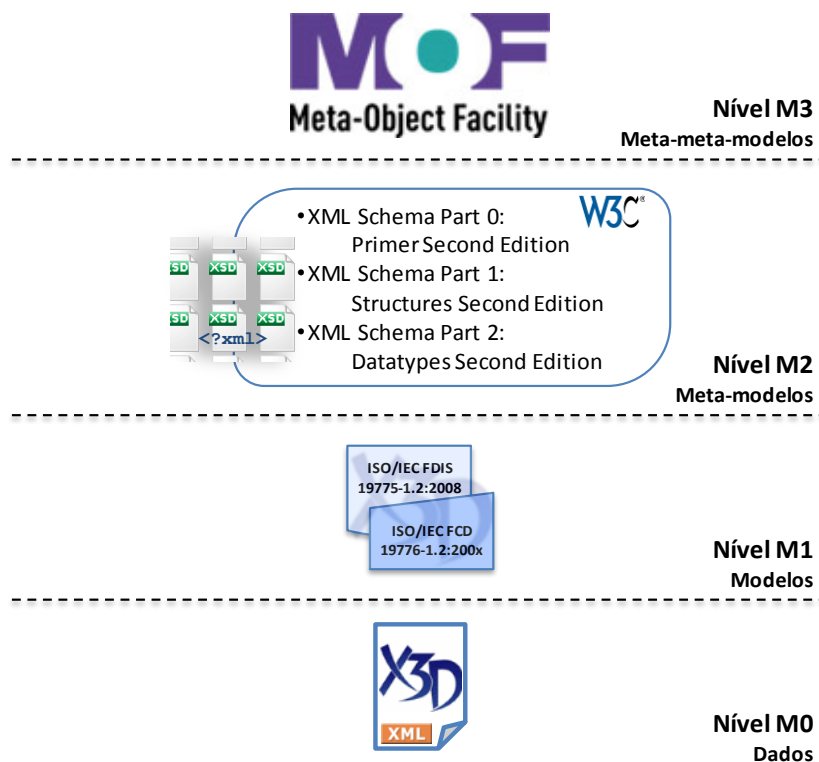 MOF
Meta-Object Facility
Nível M3
Meta-meta-modelos
•XML Schema Part 0:
Primer Second Edition
W3C®
•XML Schema Part 1:
Structures Second Edition
•XML Schema Part 2:
Datatypes Second Edition
XSD XSD XSD
XSD XSD XSD
<?xml>
Nível M2
Meta-modelos
X3D
ISO/IEC FDIS
19775-1.2:2008
ISO/IEC FCD
19776-1.2:200x
Nível M1
Modelos
X3D
XML
Nível M0
Dados